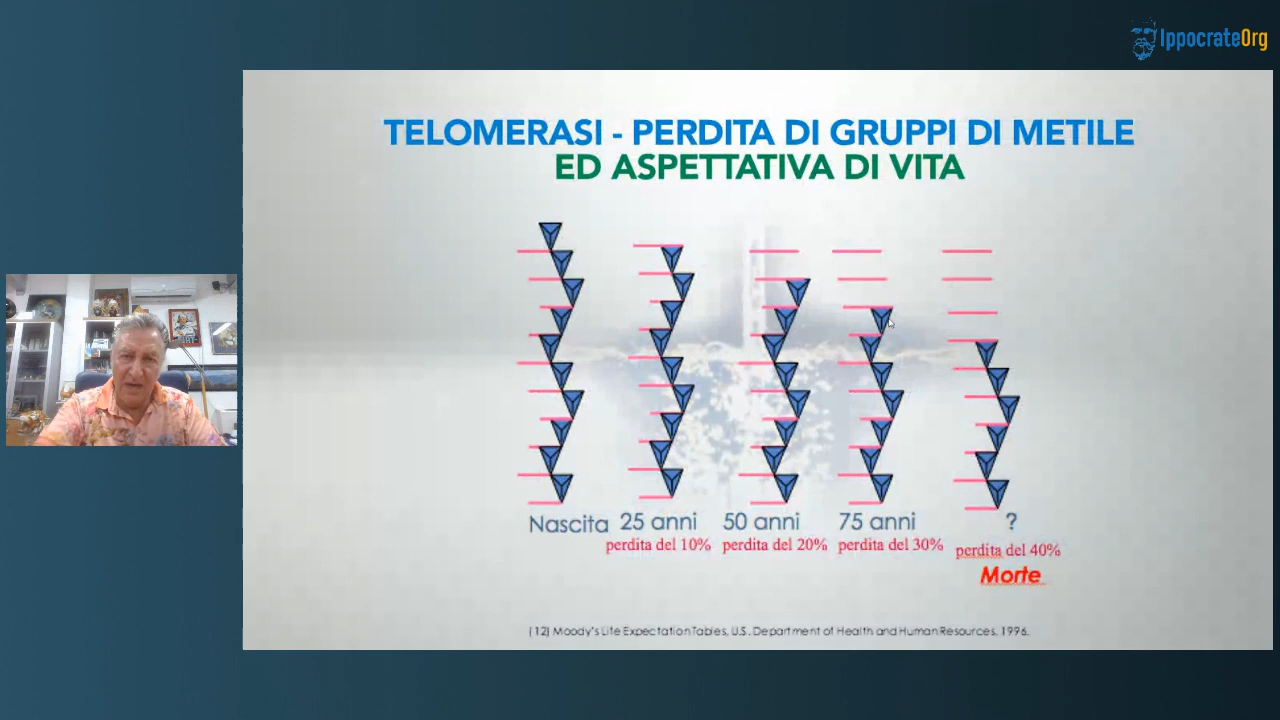 IppocrateOrg
TELOMERASI - PERDITA DI GRUPPI DI METILE
ED ASPETTATIVA DI VITA
Nascita 25 anni 50 anni 75 anni ?
perdita del 10% perdita del 20% perdita del 30% perdita del 40%
Morte
(12) Moody's Life Expectation Tables, U.S. Department of Health and Human Resources, 1996.